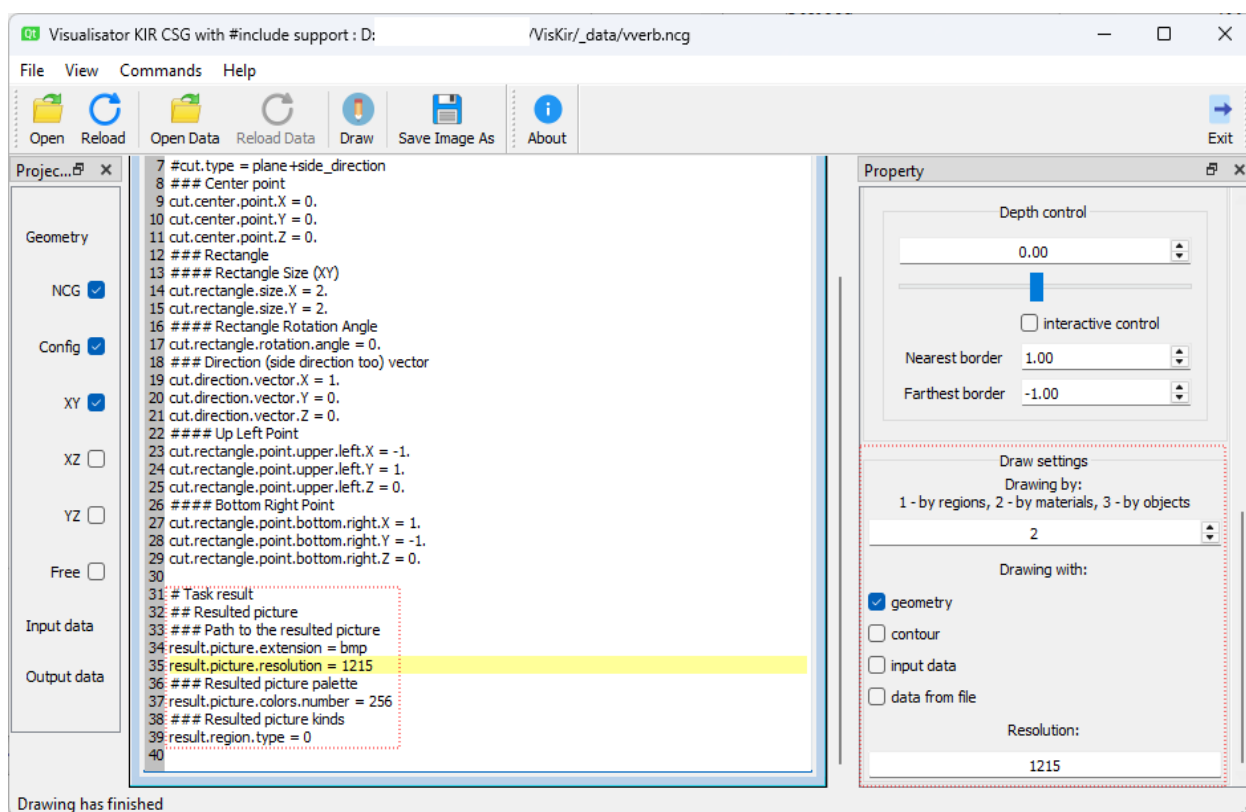 Visualisator KIR CSG with #include support : D: /VisKir/_data/vverb.ncg
File View Commands Help
Open Reload Open Data Reload Data Draw Save Image As About Exit
Projec...
Geometry
NCG
Config
XY
XZ
YZ
Free
Input data
Output data
7 #cut.type = plane+side_direction
8 ### Center point
9 cut.center.point.X = 0.
10 cut.center.point.Y = 0.
11 cut.center.point.Z = 0.
12 ### Rectangle
13 #### Rectangle Size (XY)
14 cut.rectangle.size.X = 2.
15 cut.rectangle.size.Y = 2.
16 #### Rectangle Rotation Angle
17 cut.rectangle.rotation.angle = 0.
18 ### Direction (side direction too) vector
19 cut.direction.vector.X = 1.
20 cut.direction.vector.Y = 0.
21 cut.direction.vector.Z = 0.
22 #### Up Left Point
23 cut.rectangle.point.upper.left.X = -1.
24 cut.rectangle.point.upper.left.Y = 1.
25 cut.rectangle.point.upper.left.Z = 0.
26 #### Bottom Right Point
27 cut.rectangle.point.bottom.right.X = 1.
28 cut.rectangle.point.bottom.right.Y = -1.
29 cut.rectangle.point.bottom.right.Z = 0.
30
31 # Task result
32 ## Resulted picture
33 ### Path to the resulted picture
34 result.picture.extension = bmp
35 result.picture.resolution = 1215
36 ### Resulted picture palette
37 result.picture.colors.number = 256
38 ### Resulted picture kinds
39 result.region.type = 0
40
Property
Depth control
0.00
interactive control
Nearest border 1.00
Farthest border -1.00
Draw settings
Drawing by:
1 - by regions, 2 - by materials, 3 - by objects
2
Drawing with:
geometry
contour
input data
data from file
Resolution:
1215
Drawing has finished